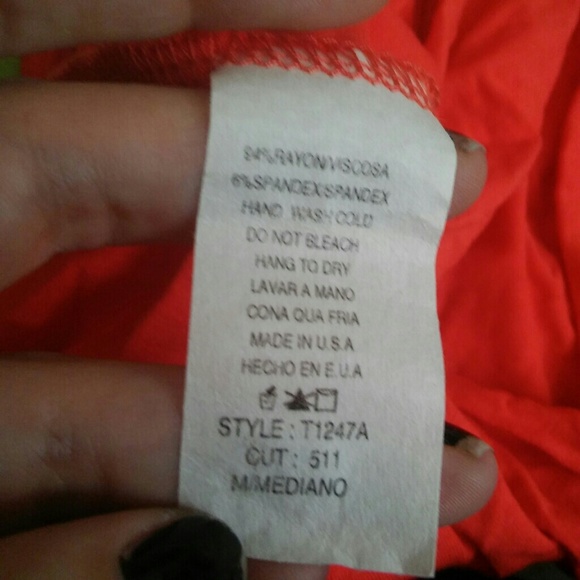 94%RAYON/VISCOSA
6%SPANDEX/SPANDEX
HAND WASH COLD
DO NOT BLEACH
HANG TO DRY
LAVAR A MANO
CONA QUA FRIA
MADE IN U.S.A
HECHO EN E.U.A
STYLE : T1247A
CUT : 511
M/MEDIANO